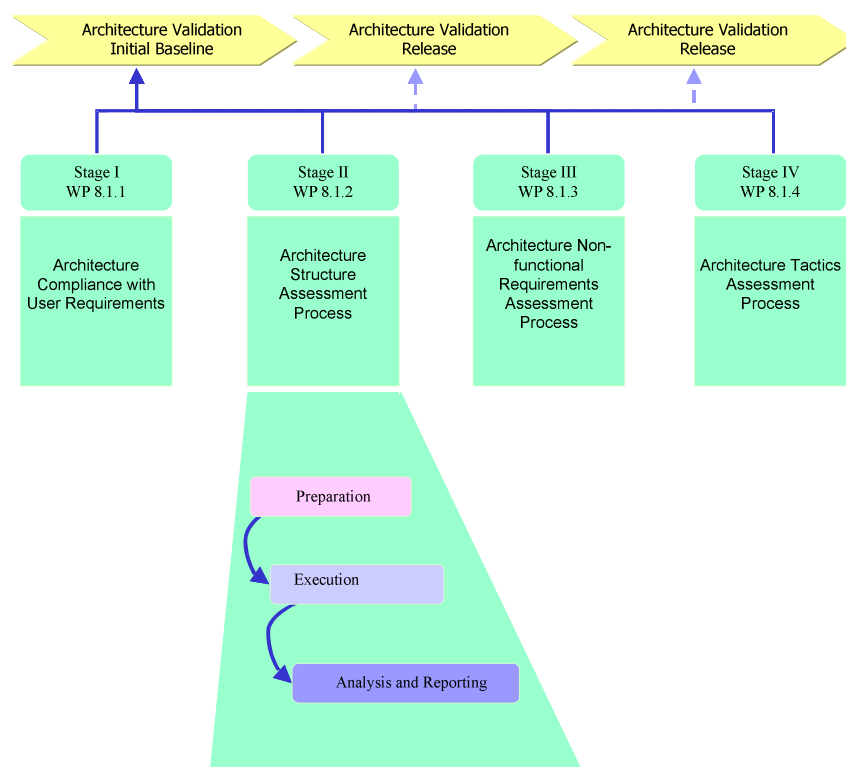 Architecture Validation
Initial Baseline
Architecture Validation
Release
Architecture Validation
Release
Stage I
WP 8.1.1
Stage II
WP 8.1.2
Stage III
WP 8.1.3
Stage IV
WP 8.1.4
Architecture
Compliance with
User Requirements
Architecture
Structure
Assessment
Process
Architecture Non-
functional
Requirements
Assessment
Process
Architecture Tactics
Assessment
Process
Preparation
Execution
Analysis and Reporting